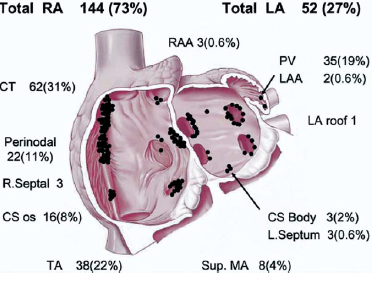 Total RA 144 (73%)
Total LA 52 (27%)
RAA 3(0.6%)
PV 35(19%)
LAA 2(0.6%)
CT 62(31%)
LA roof 1
Perinodal
22(11%)
R.Septal 3
CS os 16(8%)
CS Body 3(2%)
L.Septum 3(0.6%)
TA 38(22%)
Sup. MA 8(4%)